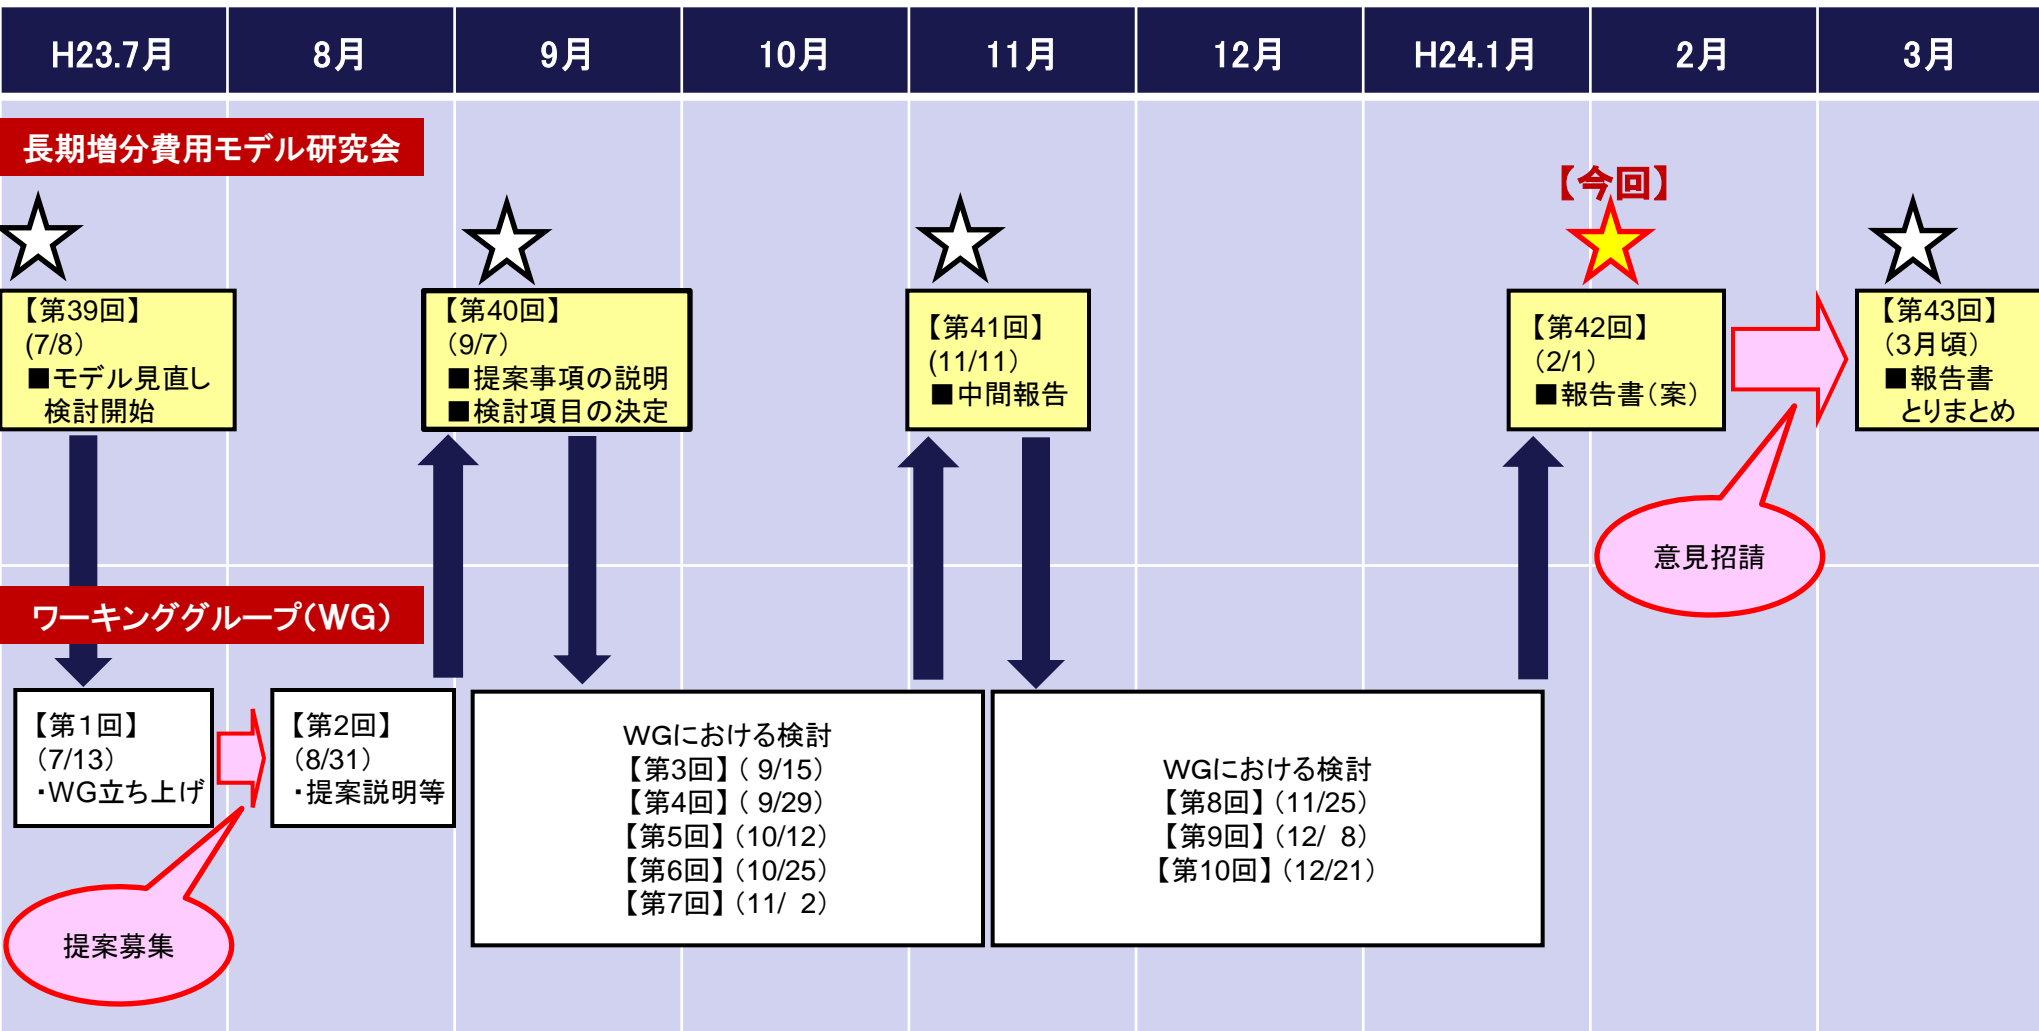 H23.7月
8月
9月
10月
11月
12月
H24.1月
2月
3月
長期増分費用モデル研究会
【今回】
【第39回】
(7/8)
■モデル見直し
検討開始
【第40回】
(9/7)
■提案事項の説明
■検討項目の決定
【第41回】
(11/11)
■中間報告
【第42回】
(2/1)
■報告書(案)
【第43回】
(3月頃)
■報告書
とりまとめ
意見招請
ワーキンググループ(WG)
【第1回】
(7/13)
・WG立ち上げ
【第2回】
(8/31)
・提案説明等
提案募集
WGにおける検討
【第3回】( 9/15)
【第4回】( 9/29)
【第5回】(10/12)
【第6回】(10/25)
【第7回】(11/ 2)
WGにおける検討
【第8回】(11/25)
【第9回】(12/ 8)
【第10回】(12/21)